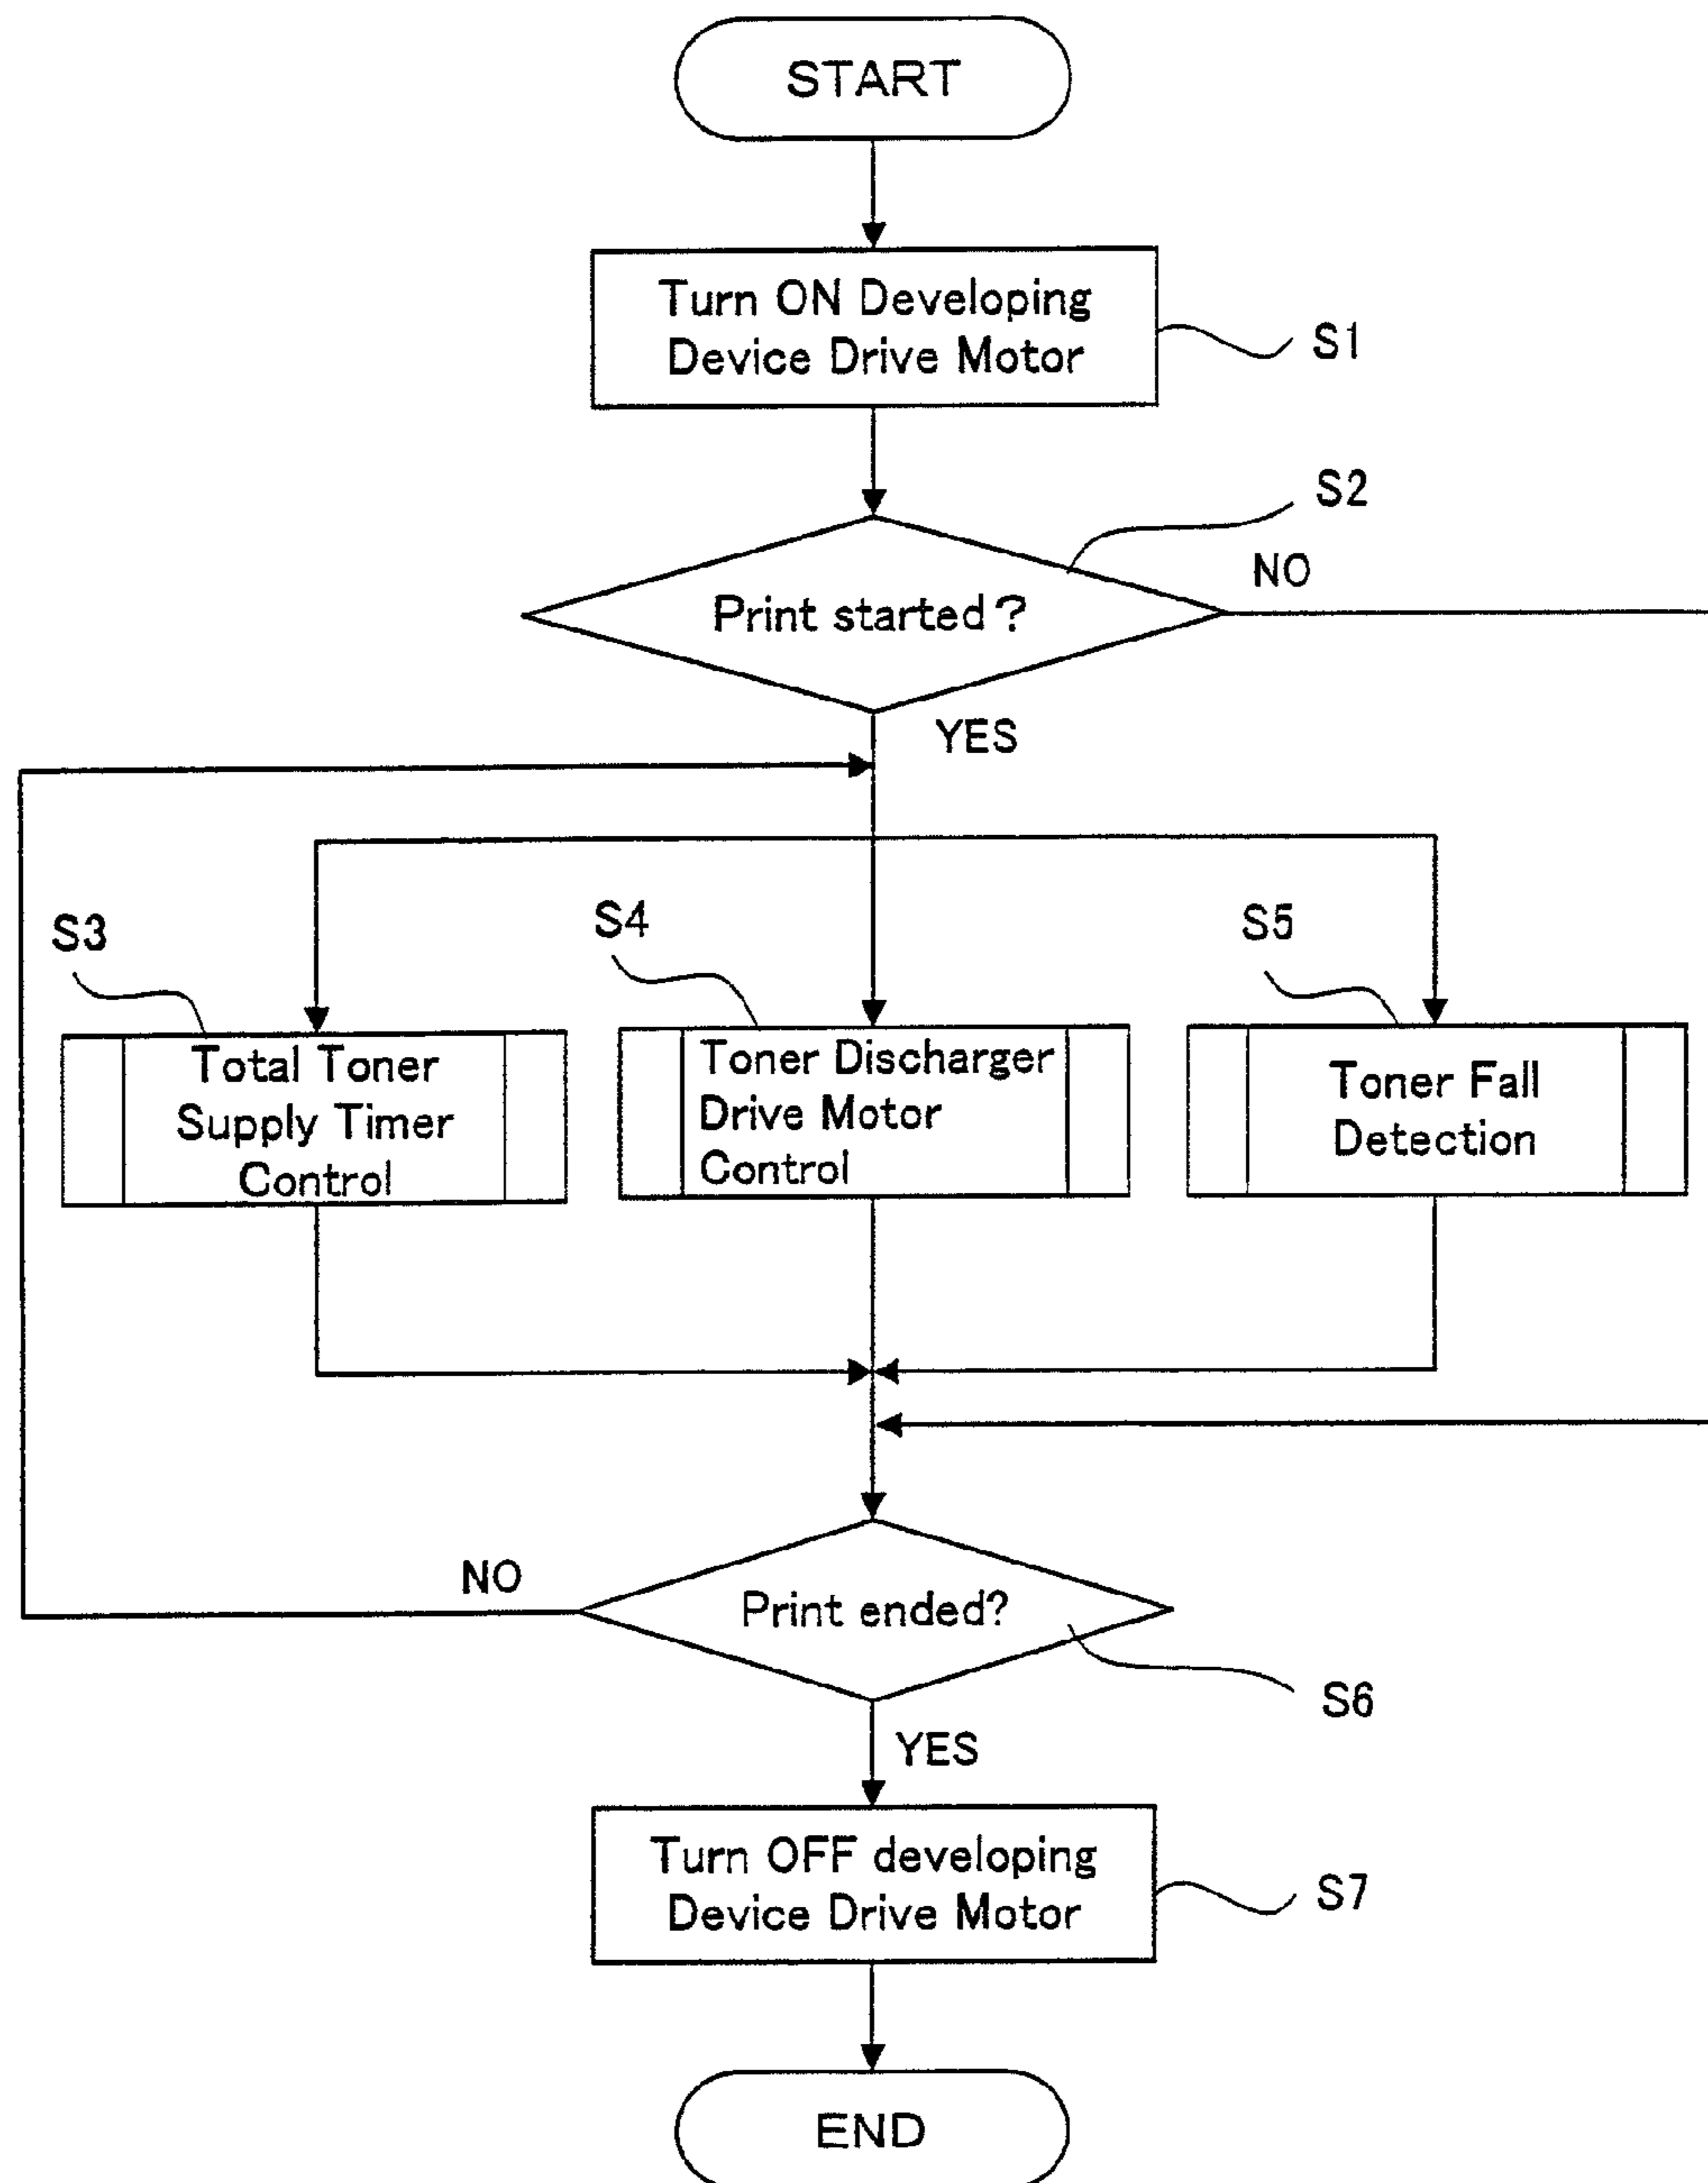 START
Turn ON Developing
Device Drive Motor
S1
S2
NO
Print started?
YES
S3
S4
S5
Total Toner
Supply Timer
Control
Toner Discharger
Drive Motor
Control
Toner Fall
Detection
NO
Print ended?
S6
YES
Turn OFF developing
Device Drive Motor
S7
END